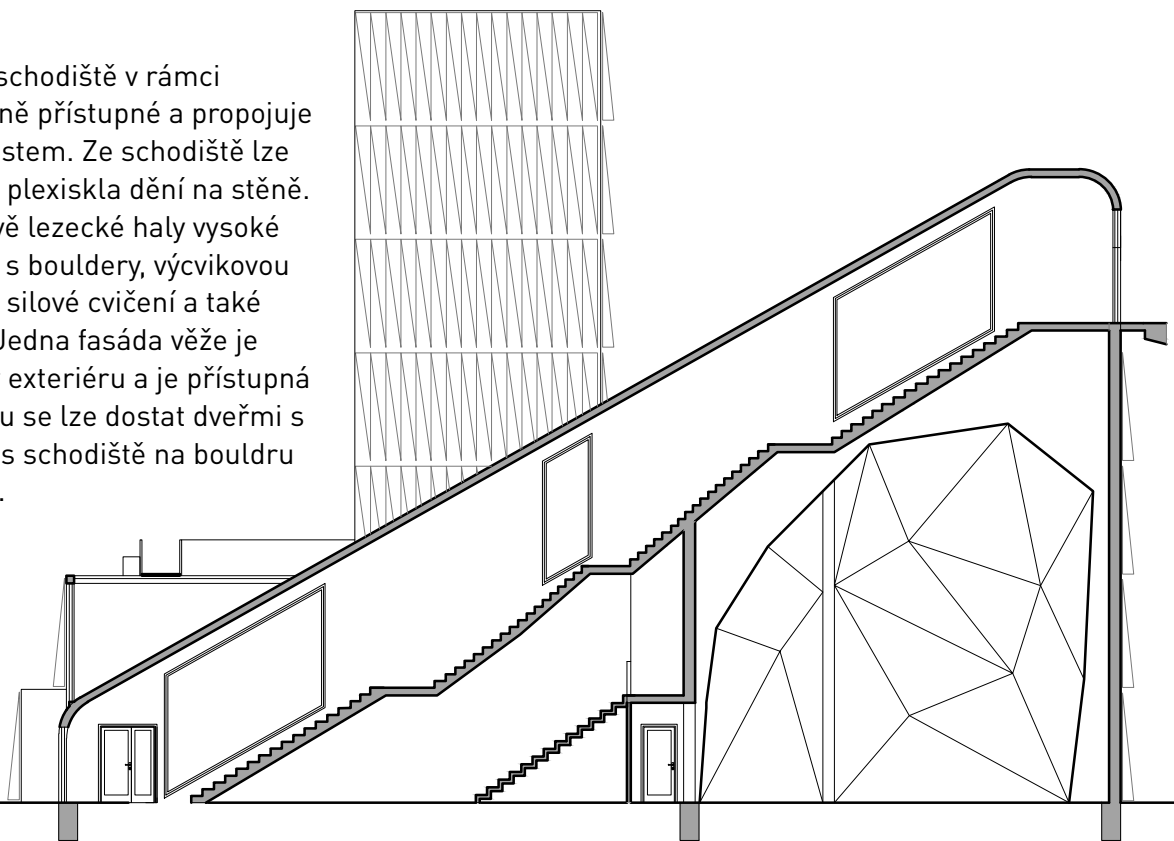 schodiště v rámci
ně přístupné a propojuje
stem. Ze schodiště lze
plexiskla dění na stěně.
vě lezecké haly vysoké
s bouldery, výcvikovou
silové cvičení a také
Jedna fasáda věže je
exteriéru a je přístupná
u se lze dostat dveřmi s
s schodiště na bouldru
.